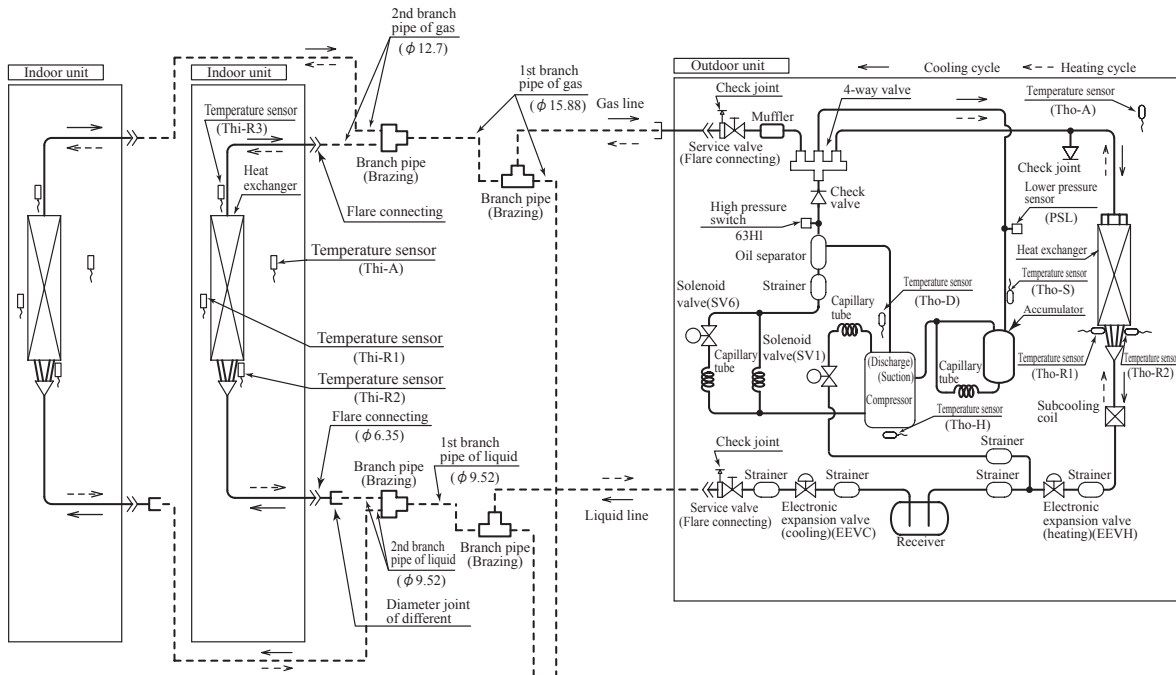 2nd branch
pipe of gas
(ϕ12.7)
Indoor unit
Indoor unit
1st branch
pipe of gas
(ϕ15.88)
Gas line
Temperature sensor
(Thi-R3)
Heat
exchanger
Branch pipe
(Brazing)
Branch pipe
(Brazing)
Flare connecting
Temperature sensor
(Thi-A)
Temperature sensor
(Thi-R1)
Temperature sensor
(Thi-R2)
Flare connecting
(ϕ6.35)
1st branch
pipe of liquid
(ϕ9.52)
Branch pipe
(Brazing)
Branch pipe
(Brazing)
2nd branch
pipe of liquid
(ϕ9.52)
Diameter joint
of different
Liquid line
Outdoor unit
Cooling cycle
Heating cycle
Check joint
4-way valve
Temperature sensor
(Tho-A)
Muffler
Service valve
(Flare connecting)
Check joint
Check
valve
High pressure
switch
63Hl
Lower pressure
sensor
(PSL)
Oil separator
Heat exchanger
Strainer
Temperature sensor
(Tho-D)
Temperature sensor
(Tho-S)
Solenoid
valve(SV6)
Capillary
tube
Accumulator
Solenoid
valve(SV1)
Capillary
tube
(Discharge)
(Suction)
Compressor
Capillary
tube
Temperature sensor
(Tho-R1)
Temperature
sensor
(Tho-R2)
Temperature sensor
(Tho-H)
Subcooling
coil
Check joint
Strainer
Strainer
Strainer
Strainer
Strainer
Service valve
(Flare connecting)
Electronic
expansion valve
(cooling)(EEVC)
Receiver
Electronic
expansion valve
(heating)(EEVH)